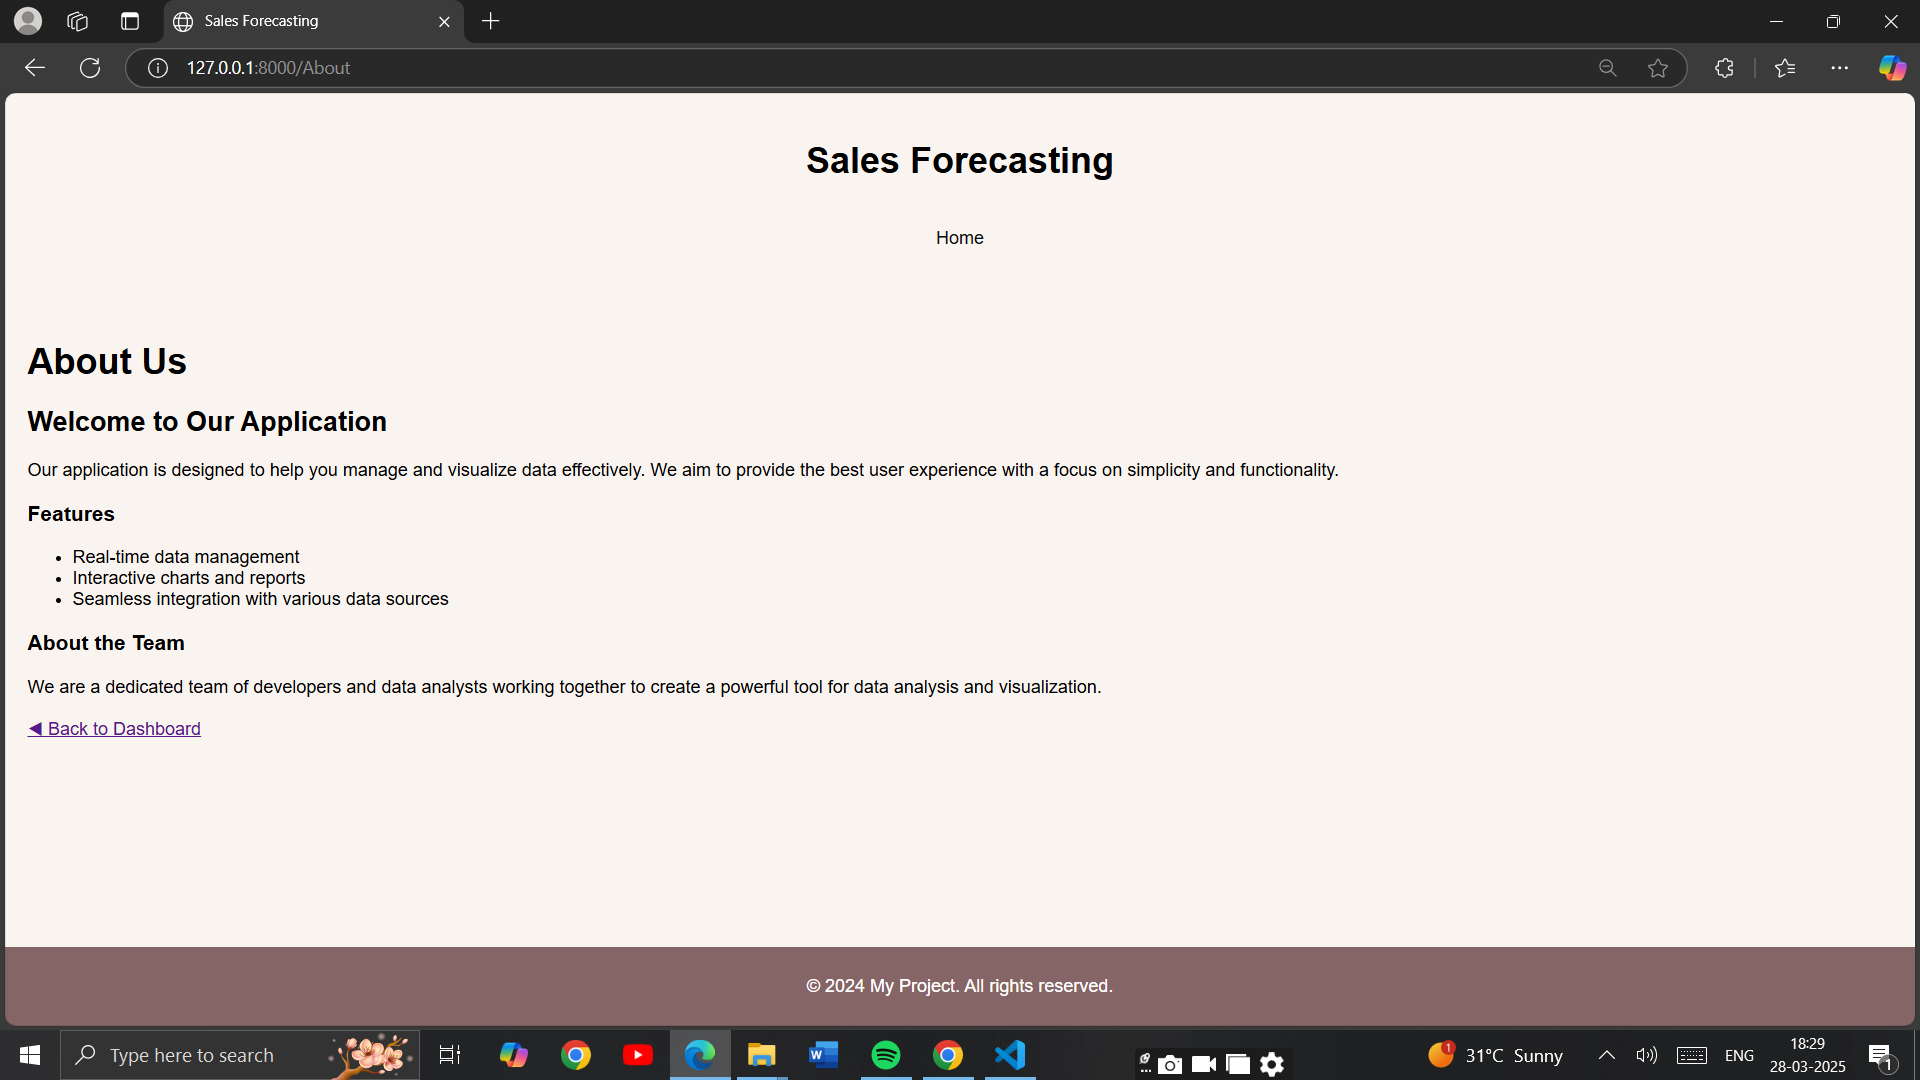 Sales Forecasting
127.0.0.1:8000/About
Sales Forecasting
Home
About Us
Welcome to Our Application
Our application is designed to help you manage and visualize data effectively. We aim to provide the best user experience with a focus on simplicity and functionality.
Features
• Real-time data management
• Interactive charts and reports
• Seamless integration with various data sources
About the Team
We are a dedicated team of developers and data analysts working together to create a powerful tool for data analysis and visualization.
◀ Back to Dashboard
© 2024 My Project. All rights reserved.
Type here to search
1
31°C Sunny
ENG
18:29
28-03-2025
1